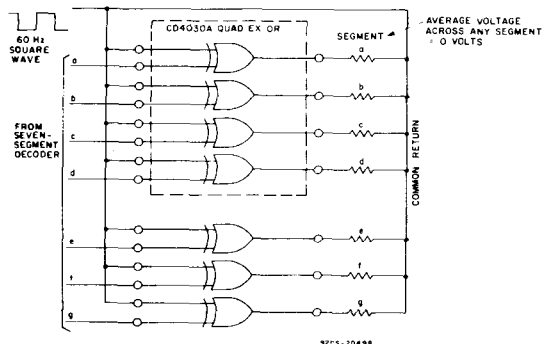 60 Hz
SQUARE
WAVE
CD4030A QUAD EX OR
SEGMENT
AVERAGE VOLTAGE
ACROSS ANY SEGMENT
= 0 VOLTS
a
a
b
b
FROM
SEVEN-
SEGMENT
DECODER
c
c
d
d
COMMON RETURN
e
e
f
f
g
g
92CS-20498